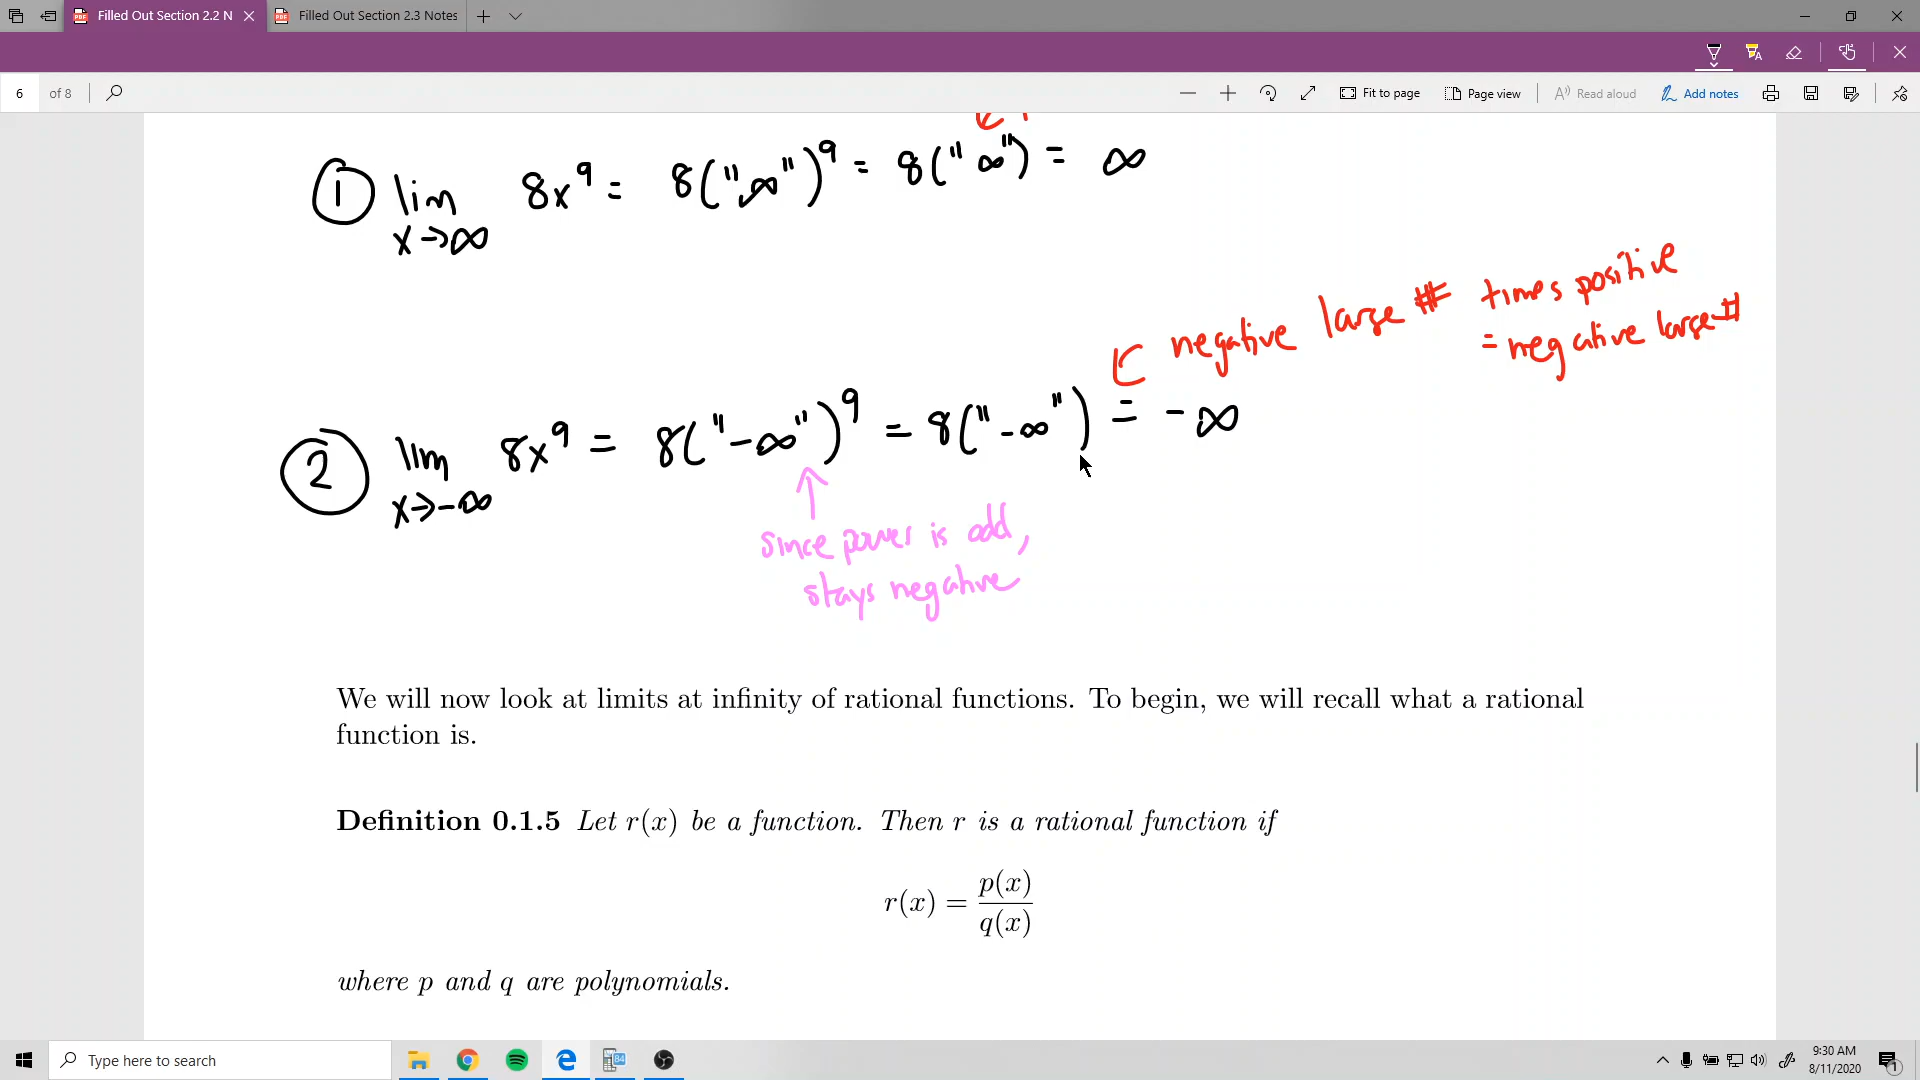 Filled Out Section 2.2 N
Filled Out Section 2.3 Notes
6 of 8
Fit to page
Page view
Read aloud
Add notes
① lim x→∞ 8x⁹ = 8("∞")⁹ = 8("∞") = ∞
negative large # times positive
= negative large #
② lim x→-∞ 8x⁹ = 8("-∞")⁹ = 8("-∞") = -∞
since power is odd,
stays negative
We will now look at limits at infinity of rational functions. To begin, we will recall what a rational
function is.
Definition 0.1.5 Let r(x) be a function. Then r is a rational function if
r(x) = p(x)/q(x)
where p and q are polynomials.
Type here to search
84
9:30 AM
8/11/2020
1